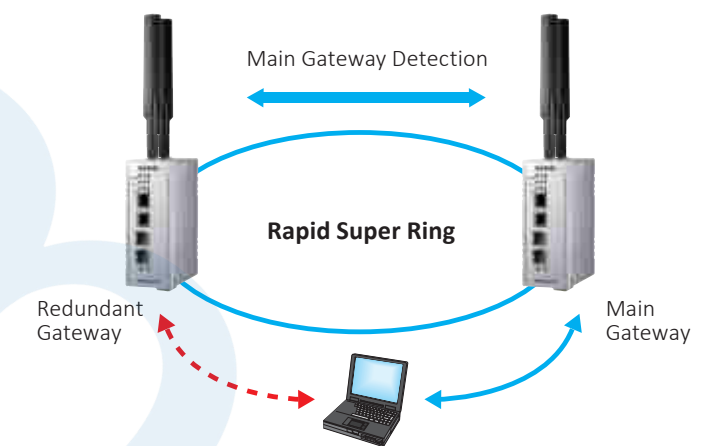 Main Gateway Detection
Rapid Super Ring
Redundant
Gateway
Main
Gateway